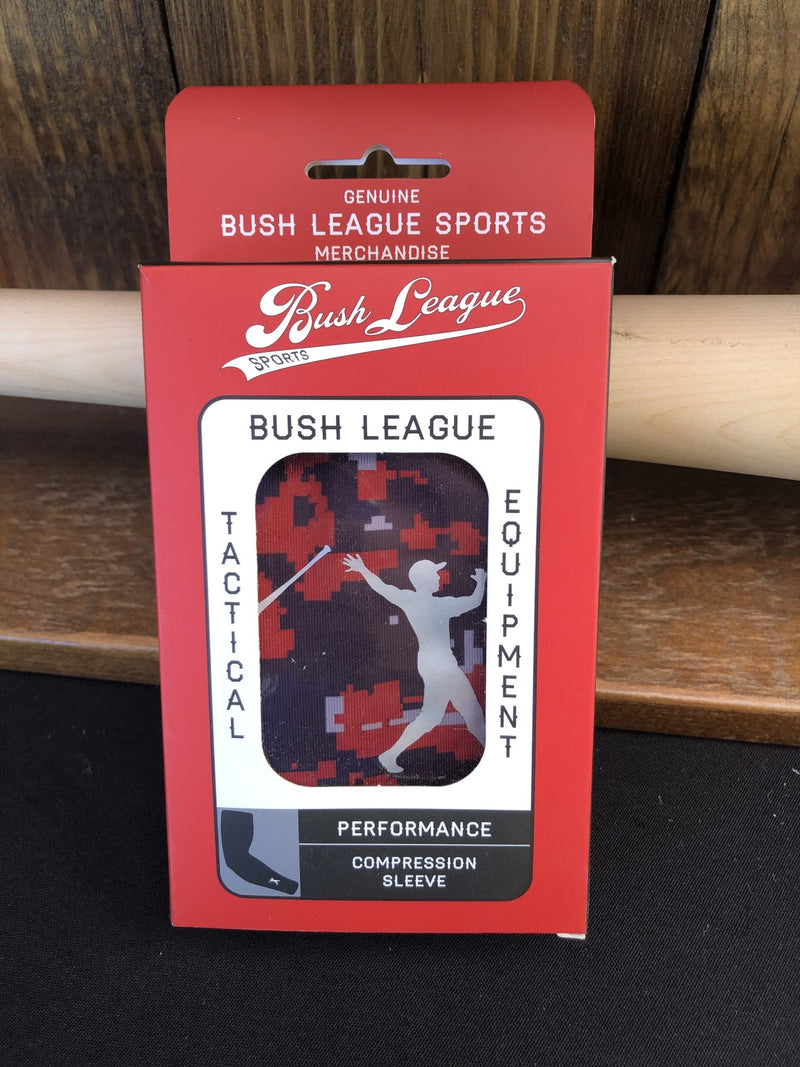 GENUINE
BUSH LEAGUE SPORTS
MERCHANDISE
Bush League
SPORTS
BUSH LEAGUE
TACTICAL
EQUIPMENT
PERFORMANCE
COMPRESSION
SLEEVE